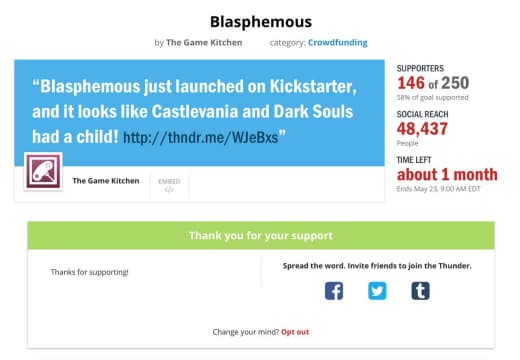 Blasphemous
by The Game Kitchen category: Crowdfunding
“Blasphemous just launched on Kickstarter,
and it looks like Castlevania and Dark Souls
had a child! http://thndr.me/WJeBxs”
The Game Kitchen
EMBED
</>
SUPPORTERS
146 of 250
58% of goal supported
SOCIAL REACH
48,437
People
TIME LEFT
about 1 month
Ends May 23, 9:00 AM EDT
Thank you for your support
Thanks for supporting!
Spread the word. Invite friends to join the Thunder.
Change your mind? Opt out